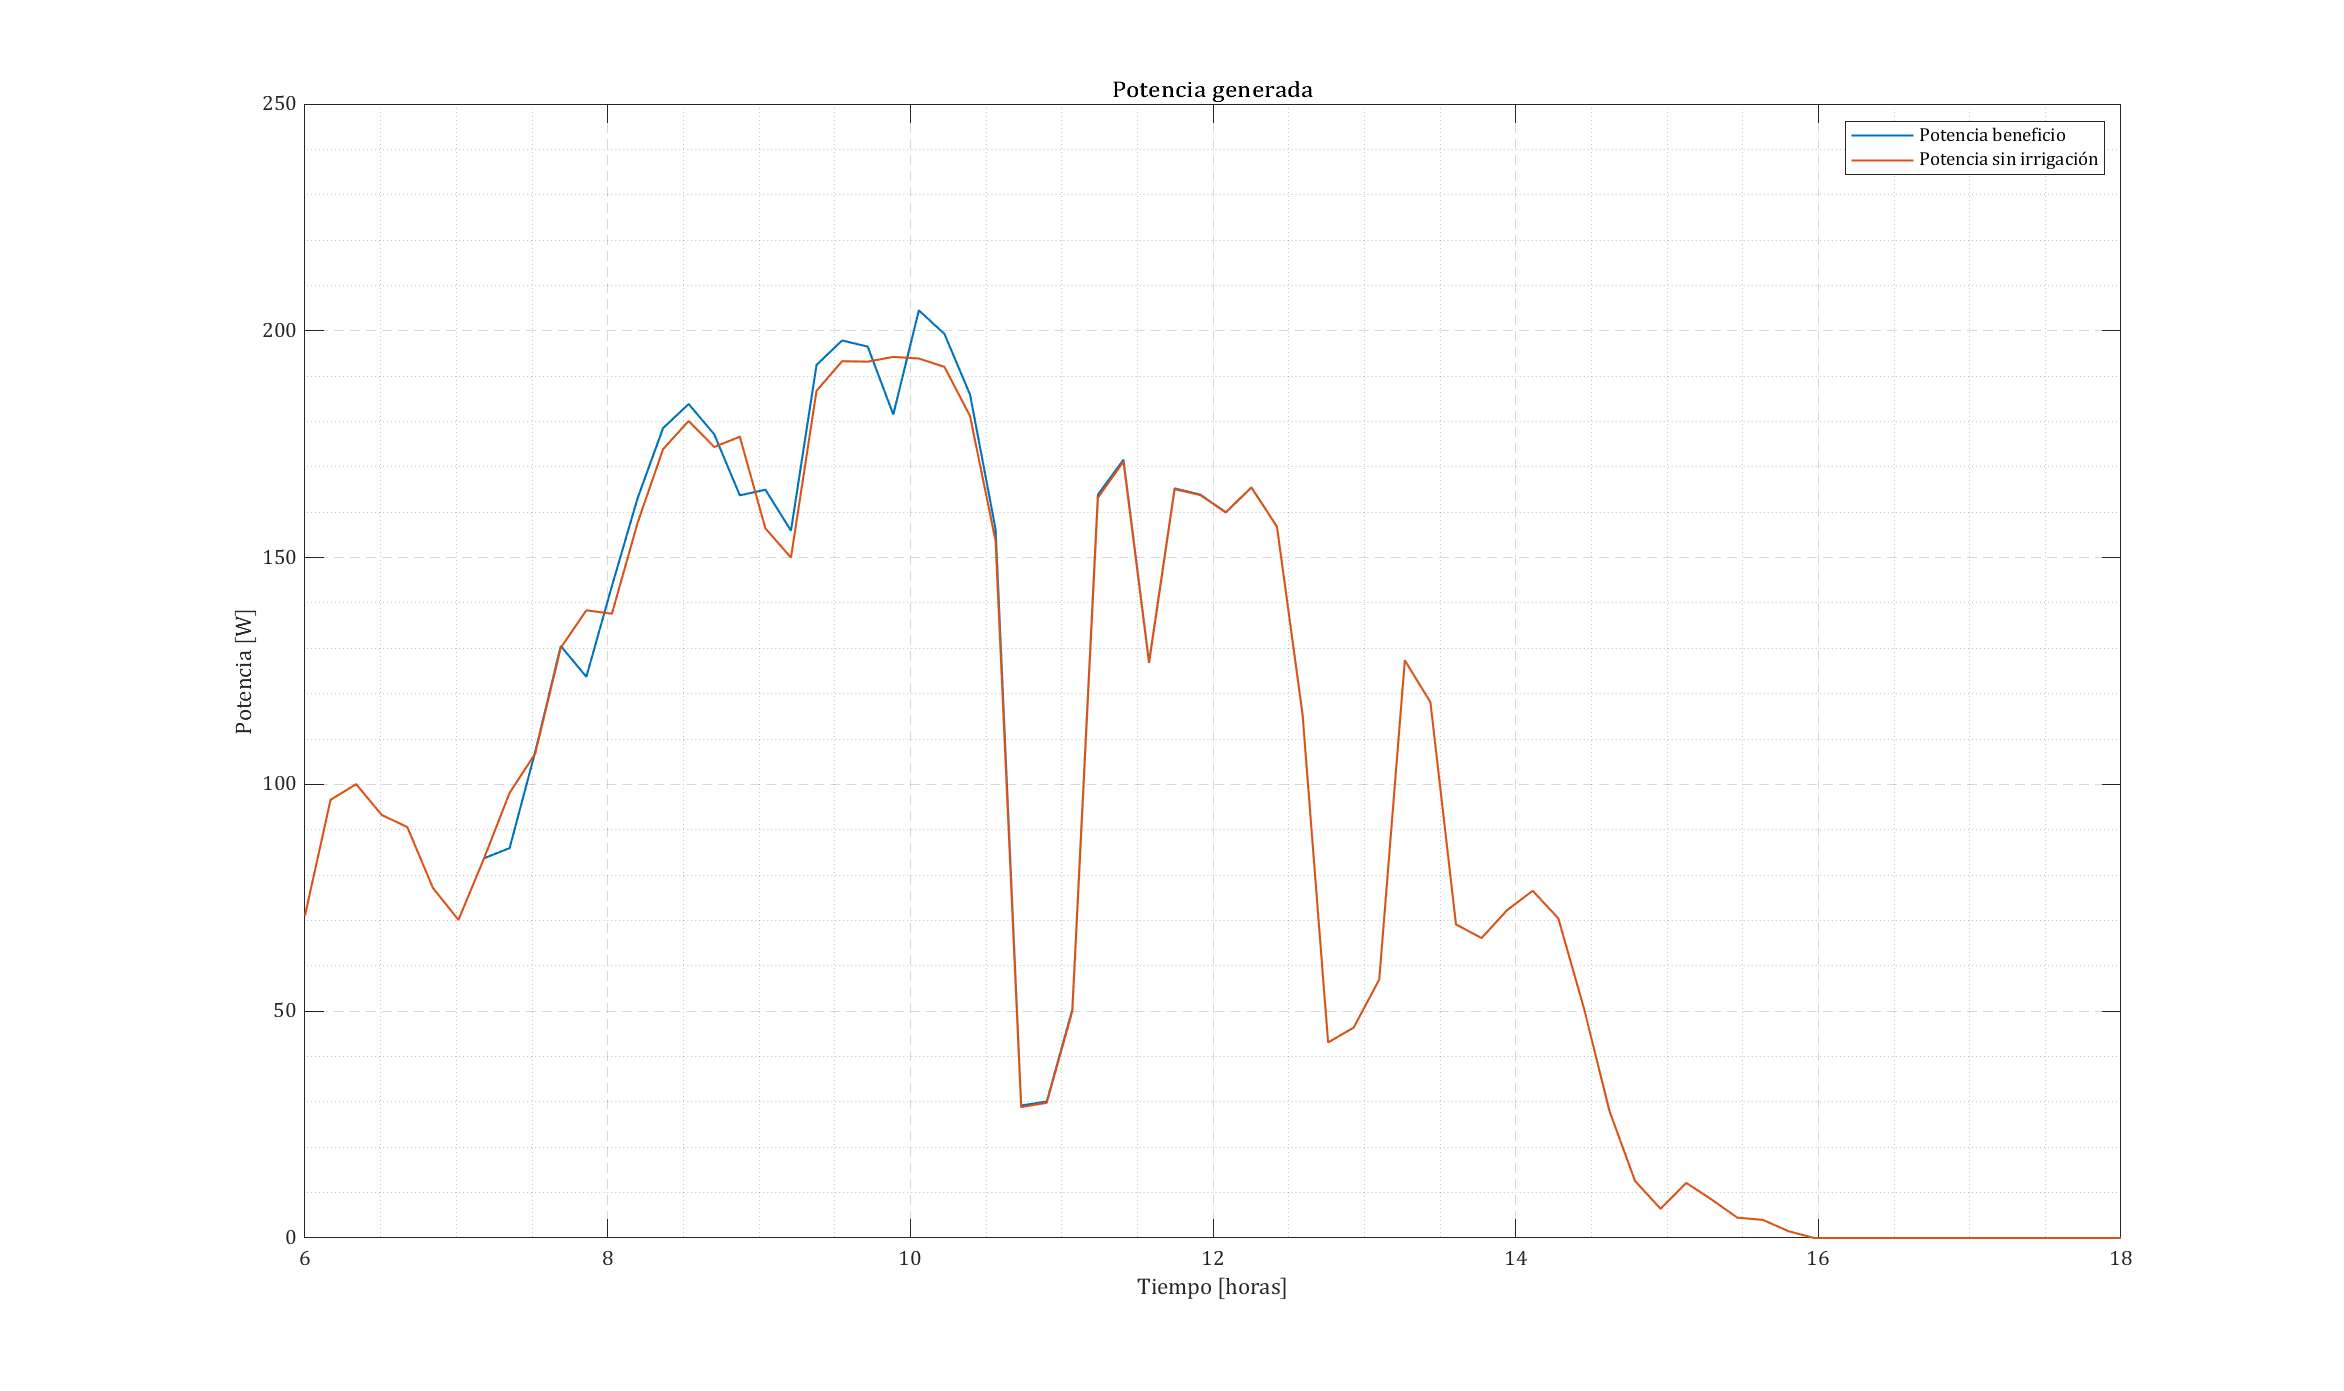 Potencia generada
250
200
150
100
50
0
Potencia [W]
Potencia beneficio
Potencia sin irrigación
6 8 10 12 14 16 18
Tiempo [horas]